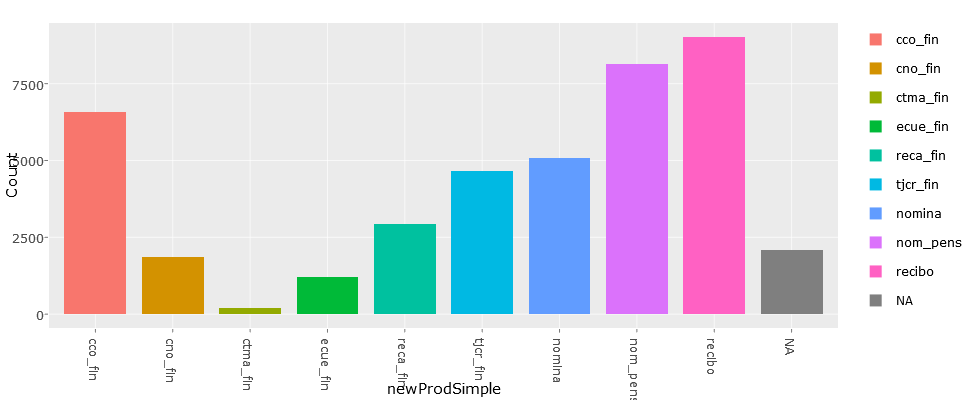 Count
7500
5000
2500
0
cco_fin
cno_fin
ctma_fin
ecue_fin
reca_fin
tjcr_fin
nomina
nom_pens
recibo
NA
newProdSimple
cco_fin
cno_fin
ctma_fin
ecue_fin
reca_fin
tjcr_fin
nomina
nom_pens
recibo
NA